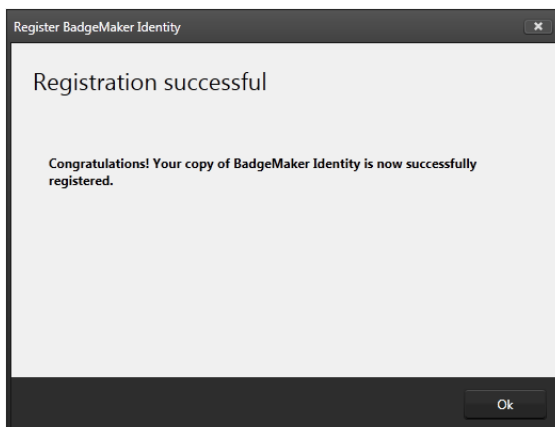 Register BadgeMaker Identity
Registration successful
Congratulations! Your copy of BadgeMaker Identity is now successfully
registered.
Ok